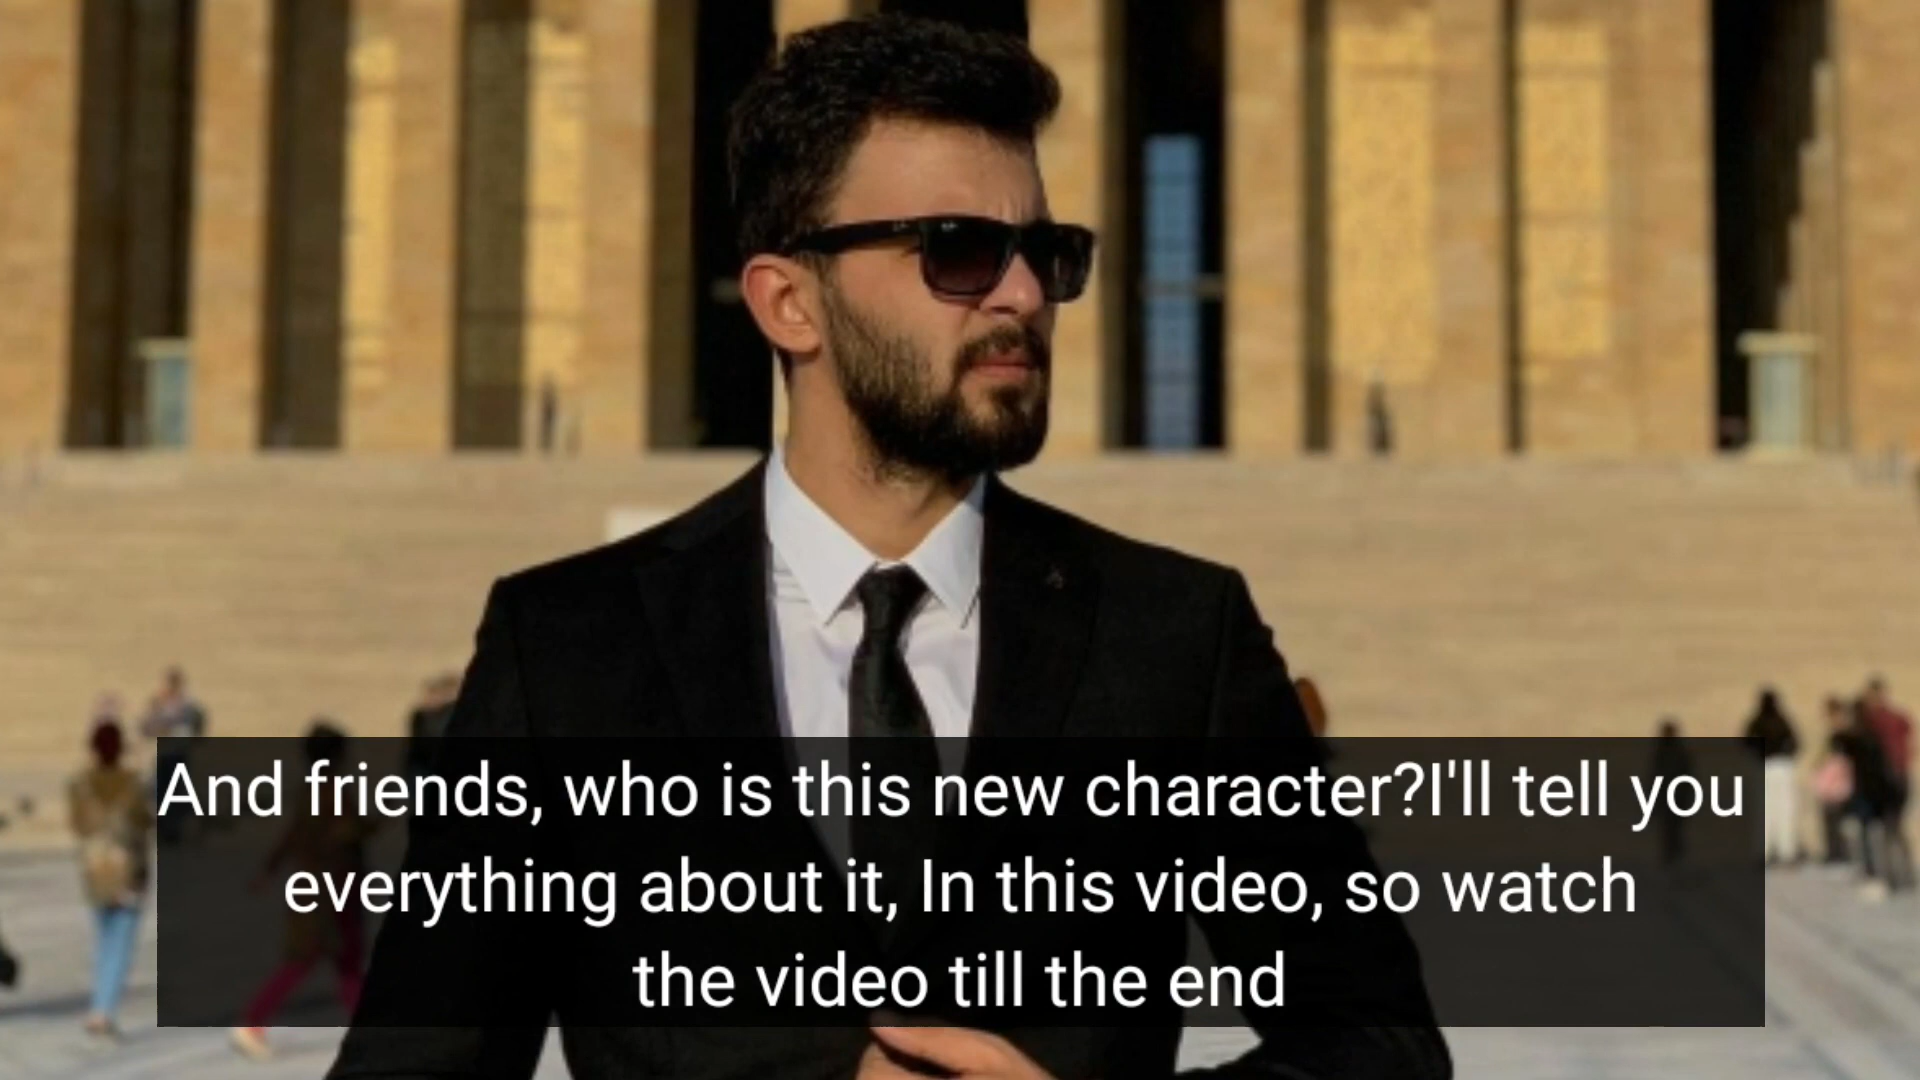 And friends, who is this new character?I'll tell you
everything about it, In this video, so watch
the video till the end